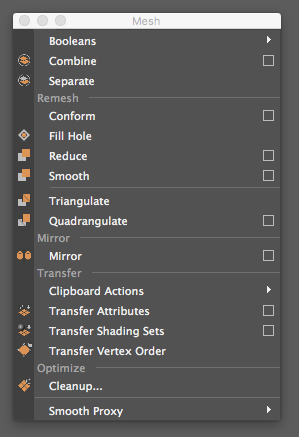 Mesh
Booleans
Combine
Separate
Remesh
Conform
Fill Hole
Reduce
Smooth
Triangulate
Quadrangulate
Mirror
Mirror
Transfer
Clipboard Actions
Transfer Attributes
Transfer Shading Sets
Transfer Vertex Order
Optimize
Cleanup...
Smooth Proxy